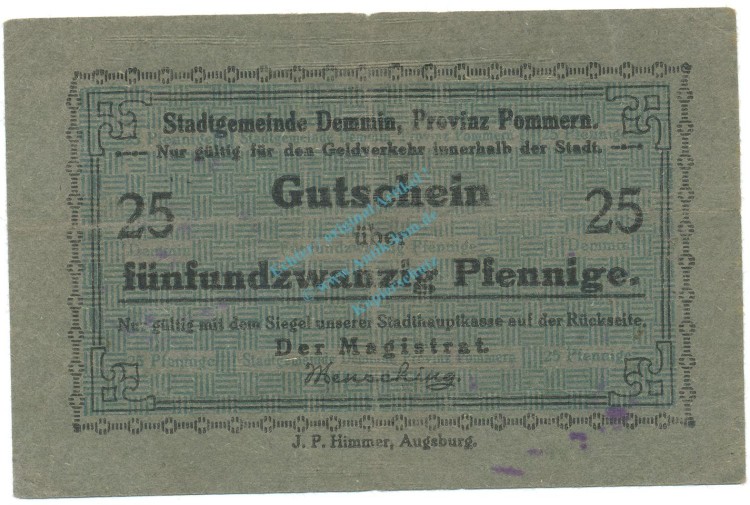 Stadtgemeinde Demmin, Provinz Pommern.
Nur gültig für den Geldverkehr innerhalb der Stadt.
Gutschein
25 25
über
fünfundzwanzig Pfennige.
Nur gültig mit dem Siegel unserer Stadthauptkasse auf der Rückseite.
Der Magistrat
Mensching.
J. P. Himmer, Augsburg.